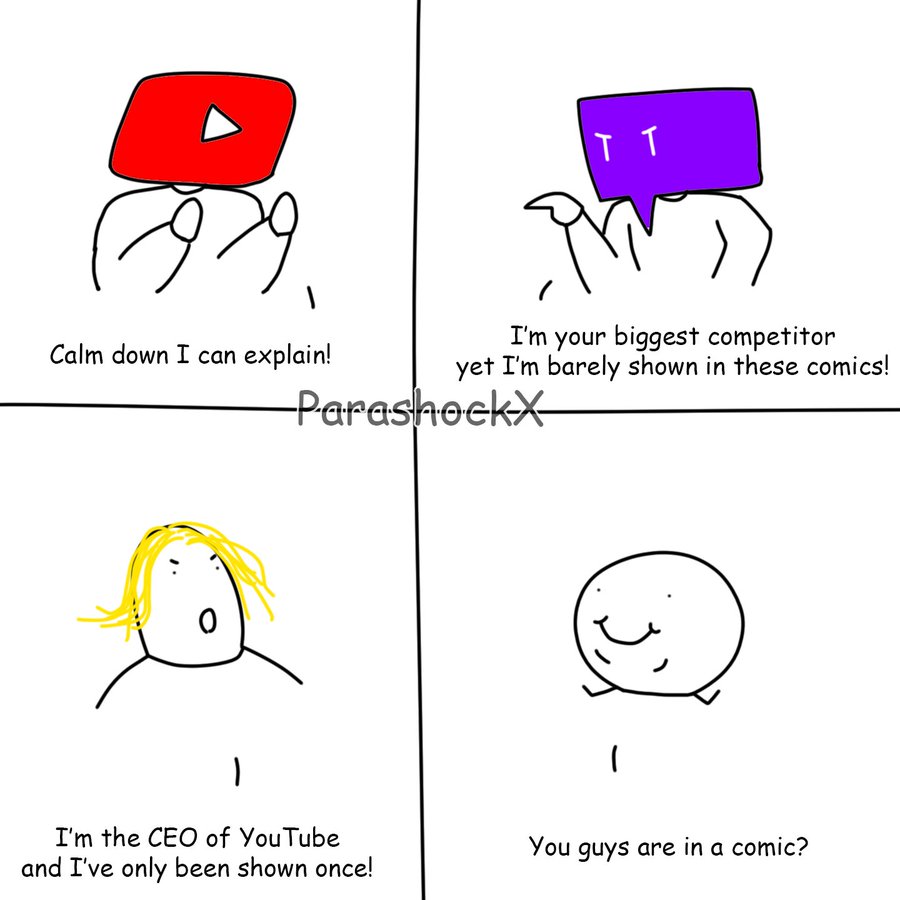 Calm down I can explain!
I'm your biggest competitor
yet I'm barely shown in these comics!
ParashockX
I'm the CEO of YouTube
and I've only been shown once!
You guys are in a comic?